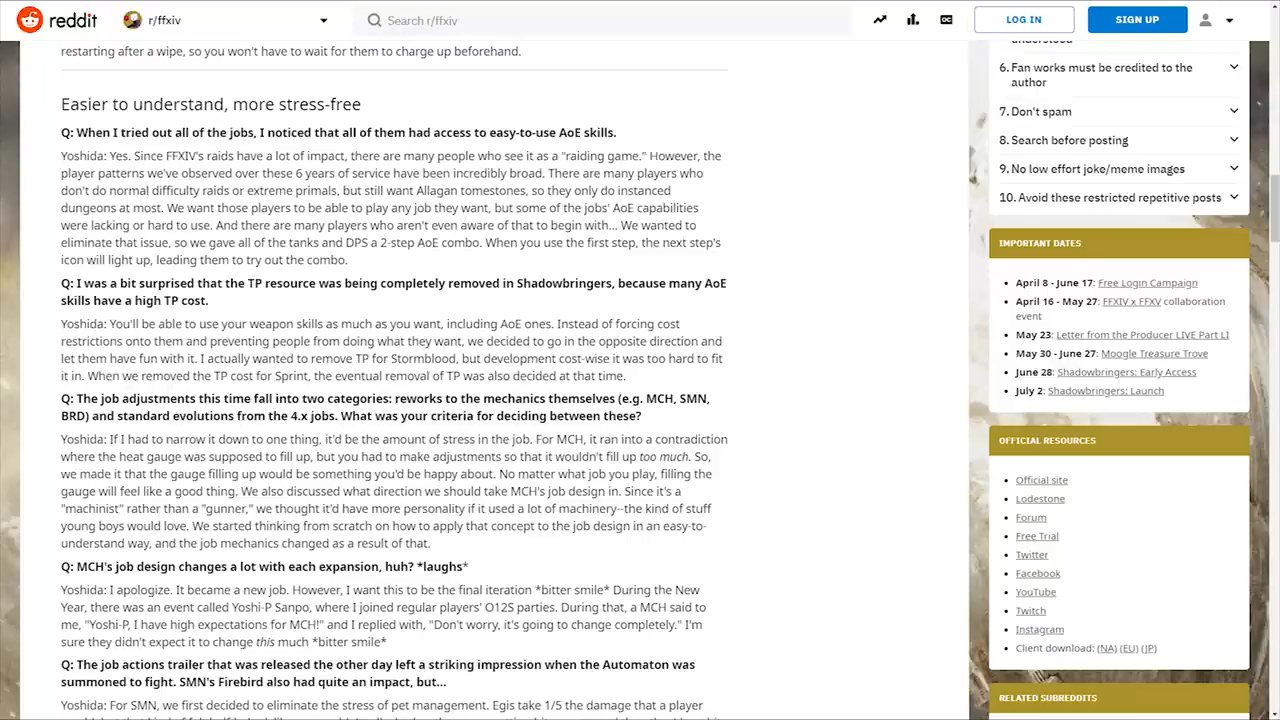 reddit
r/ffxiv
Search r/ffxiv
LOG IN
SIGN UP
restarting after a wipe, so you won't have to wait for them to charge up beforehand.
Easier to understand, more stress-free
Q: When I tried out all of the jobs, I noticed that all of them had access to easy-to-use AoE skills.
Yoshida: Yes. Since FFXIV's raids have a lot of impact, there are many people who see it as a "raiding game." However, the
player patterns we've observed over these 6 years of service have been incredibly broad. There are many players who
don't do normal difficulty raids or extreme primals, but still want Allagan tomestones, so they only do instanced
dungeons at most. We want those players to be able to play any job they want, but some of the jobs' AoE capabilities
were lacking or hard to use. And there are many players who aren't even aware of that to begin with... We wanted to
eliminate that issue, so we gave all of the tanks and DPS a 2-step AoE combo. When you use the first step, the next step's
icon will light up, leading them to try out the combo.
Q: I was a bit surprised that the TP resource was being completely removed in Shadowbringers, because many AoE
skills have a high TP cost.
Yoshida: You'll be able to use your weapon skills as much as you want, including AoE ones. Instead of forcing cost
restrictions onto them and preventing people from doing what they want, we decided to go in the opposite direction and
let them have fun with it. I actually wanted to remove TP for Stormblood, but development cost-wise it was too hard to fit
it in. When we removed the TP cost for Sprint, the eventual removal of TP was also decided at that time.
Q: The job adjustments this time fall into two categories: reworks to the mechanics themselves (e.g. MCH, SMN,
BRD) and standard evolutions from the 4.x jobs. What was your criteria for deciding between these?
Yoshida: If I had to narrow it down to one thing, it'd be the amount of stress in the job. For MCH, it ran into a contradiction
where the heat gauge was supposed to fill up, but you had to make adjustments so that it wouldn't fill up too much. So,
we made it that the gauge filling up would be something you'd be happy about. No matter what job you play, filling the
gauge will feel like a good thing. We also discussed what direction we should take MCH's job design in. Since it's a
"machinist" rather than a "gunner," we thought it'd have more personality if it used a lot of machinery--the kind of stuff
young boys would love. We started thinking from scratch on how to apply that concept to the job design in an easy-to-
understand way, and the job mechanics changed as a result of that.
Q: MCH's job design changes a lot with each expansion, huh? *laughs*
Yoshida: I apologize. It became a new job. However, I want this to be the final iteration *bitter smile* During the New
Year, there was an event called Yoshi-P Sanpo, where I joined regular players' O12S parties. During that, a MCH said to
me, "Yoshi-P, I have high expectations for MCH!" and I replied with, "Don't worry, it's going to change completely." I'm
sure they didn't expect it to change this much *bitter smile*
Q: The job actions trailer that was released the other day left a striking impression when the Automaton was
summoned to fight. SMN's Firebird also had quite an impact, but...
Yoshida: For SMN, we first decided to eliminate the stress of pet management. Egis take 1/5 the damage that a player
understood
6. Fan works must be credited to the
author
7. Don't spam
8. Search before posting
9. No low effort joke/meme images
10. Avoid these restricted repetitive posts
IMPORTANT DATES
April 8 - June 17: Free Login Campaign
April 16 - May 27: FFXIV x FFXV collaboration
event
May 23: Letter from the Producer LIVE Part LI
May 30 - June 27: Moogle Treasure Trove
June 28: Shadowbringers: Early Access
July 2: Shadowbringers: Launch
OFFICIAL RESOURCES
Official site
Lodestone
Forum
Free Trial
Twitter
Facebook
YouTube
Twitch
Instagram
Client download: (NA) (EU) (JP)
RELATED SUBREDDITS